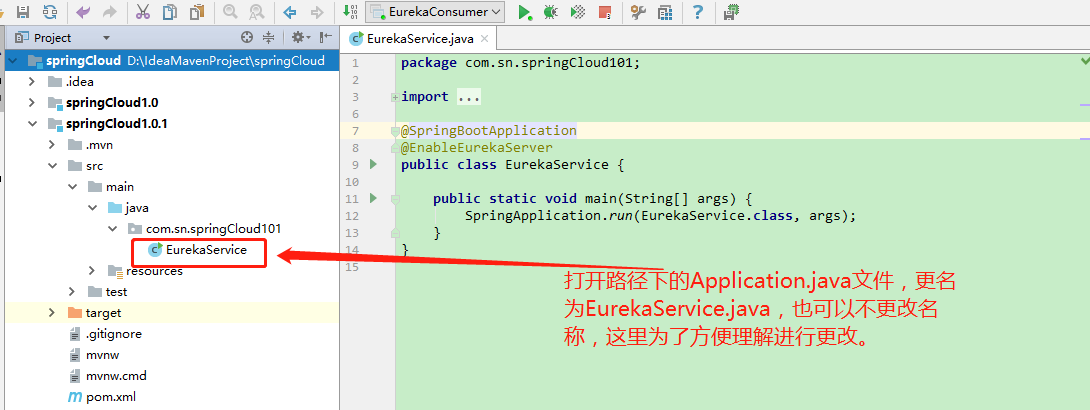 EurekaConsumer
Project
EurekaService.java
springCloud D:\IdeaMavenProject\springCloud
.idea
springCloud1.0
springCloud1.0.1
.mvn
src
main
java
com.sn.springCloud101
EurekaService
resources
test
target
.gitignore
mvnw
mvnw.cmd
pom.xml
1 package com.sn.springCloud101;
2
3 import ...
6
7 @SpringBootApplication
8 @EnableEurekaServer
9 public class EurekaService {
10
11 public static void main(String[] args) {
12 SpringApplication.run(EurekaService.class, args);
13 }
14 }
15
打开路径下的Application.java文件，更名
为EurekaService.java，也可以不更改名
称，这里为了方便理解进行更改。